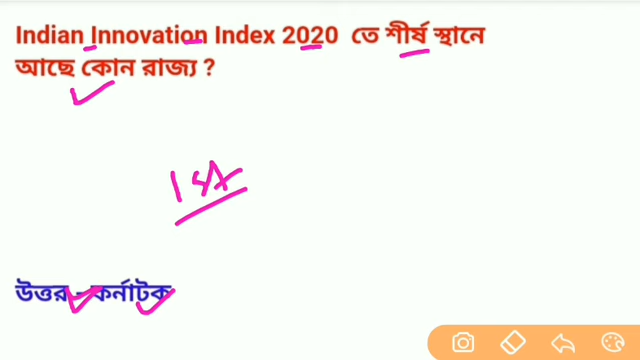 Indian Innovation Index 2020 তে শীর্ষ স্থানে
আছে কোন রাজ্য ?
1st
উত্তর - কর্নাটক